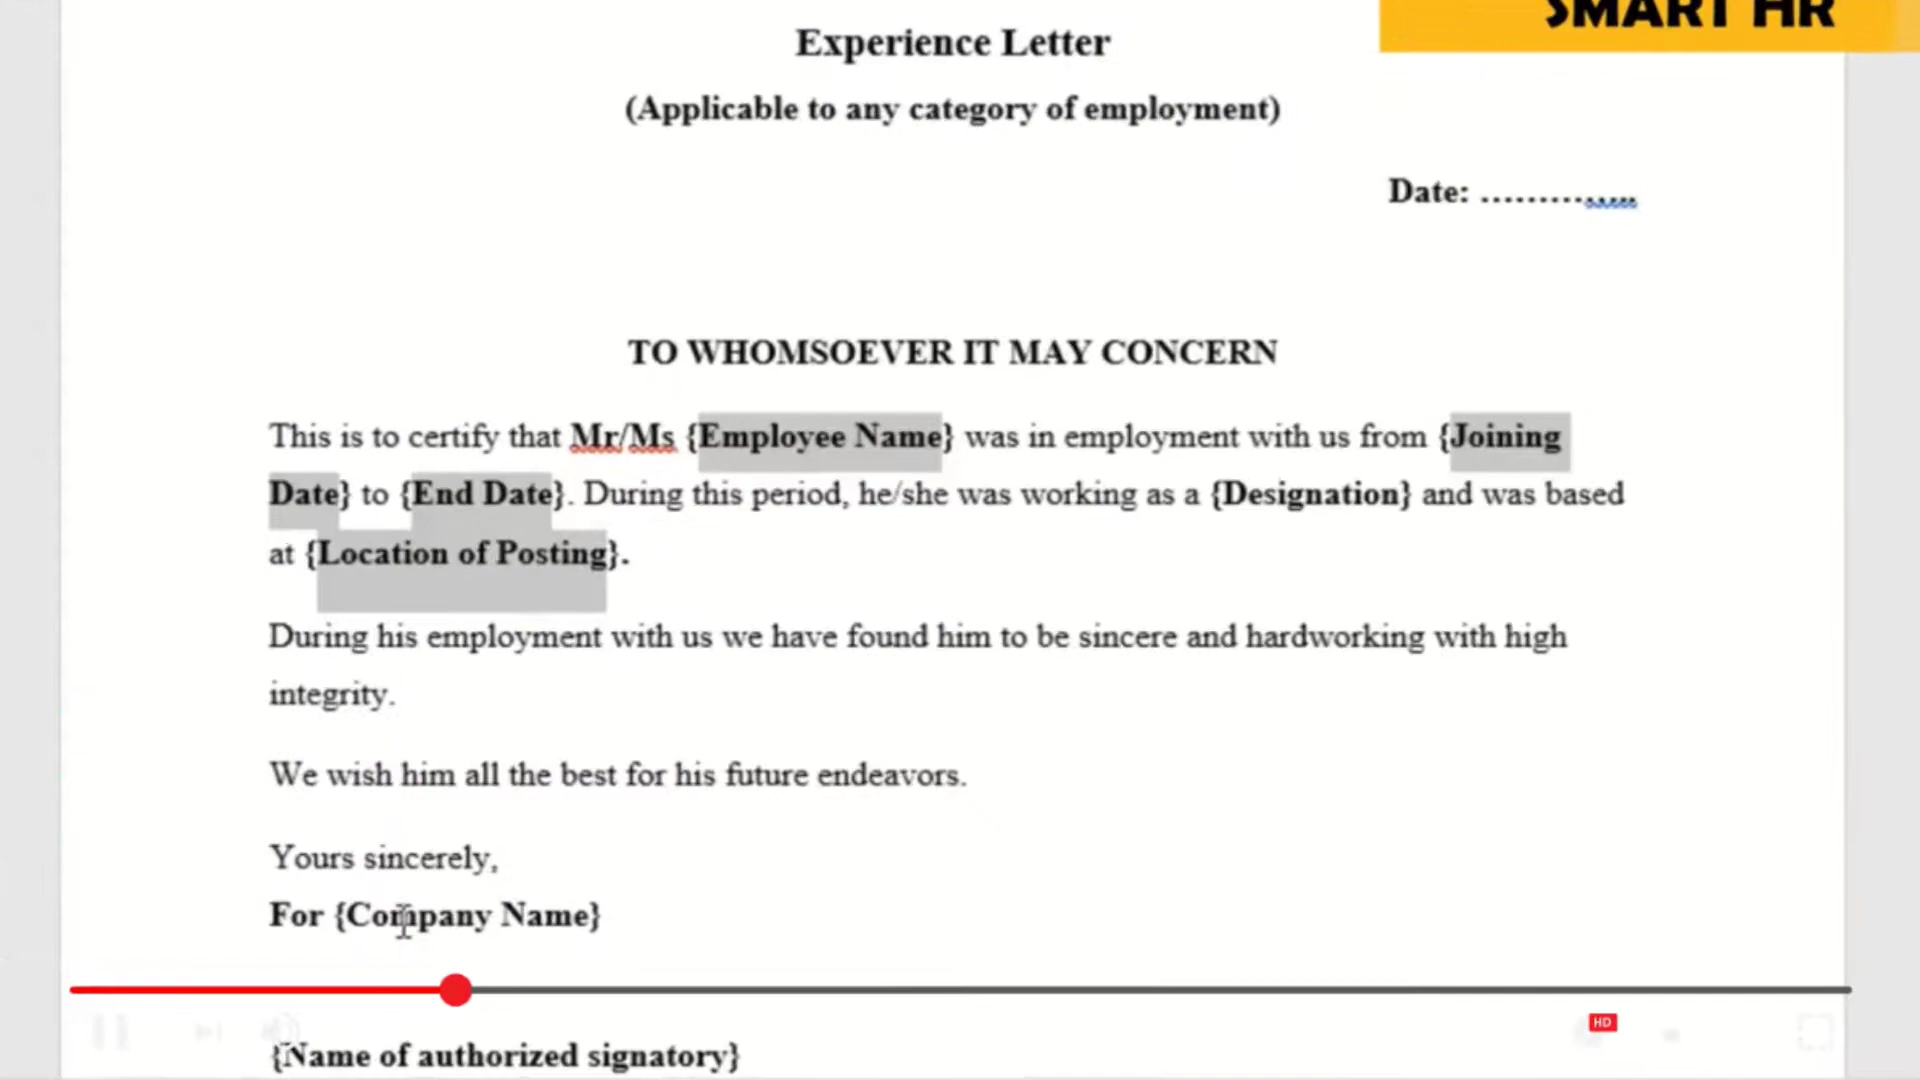 SMART HR
Experience Letter
(Applicable to any category of employment)
Date: ……………
TO WHOMSOEVER IT MAY CONCERN
This is to certify that Mr/Ms {Employee Name} was in employment with us from {Joining
Date} to {End Date}. During this period, he/she was working as a {Designation} and was based
at {Location of Posting}.
During his employment with us we have found him to be sincere and hardworking with high
integrity.
We wish him all the best for his future endeavors.
Yours sincerely,
For {Company Name}
HD
{Name of authorized signatory}